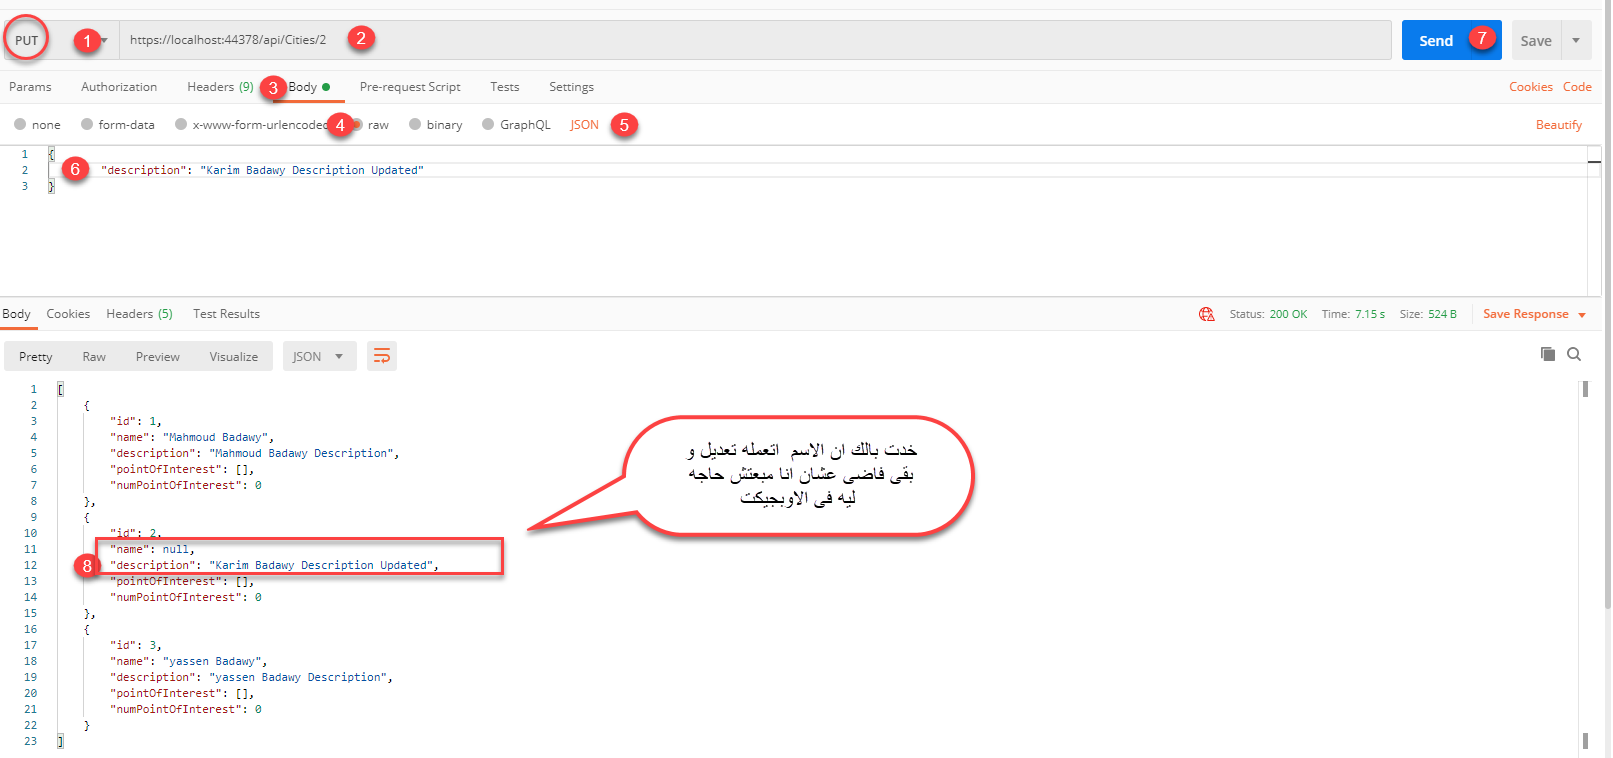 PUT 1 https://localhost:44378/api/Cities/2 2 Send 7 Save
Params Authorization Headers (9) 3 Body Pre-request Script Tests Settings Cookies Code
none form-data x-www-form-urlencoded 4 raw binary GraphQL JSON 5 Beautify
1 {
2 6 "description": "Karim Badawy Description Updated"
3 }
Body Cookies Headers (5) Test Results Status: 200 OK Time: 7.15 s Size: 524 B Save Response
Pretty Raw Preview Visualize JSON
1 [
2 {
3 "id": 1,
4 "name": "Mahmoud Badawy",
5 "description": "Mahmoud Badawy Description",
6 "pointOfInterest": [],
7 "numPointOfInterest": 0
8 },
9 {
10 "id": 2,
11 "name": null,
12 8 "description": "Karim Badawy Description Updated",
13 "pointOfInterest": [],
14 "numPointOfInterest": 0
15 },
16 {
17 "id": 3,
18 "name": "yassen Badawy",
19 "description": "yassen Badawy Description",
20 "pointOfInterest": [],
21 "numPointOfInterest": 0
22 }
23 ]
خدت بالك ان الاسم اتعمله تعديل و
بقى فاضى عشان انا مبعتش حاجه
ليه فى الاوبجيكت